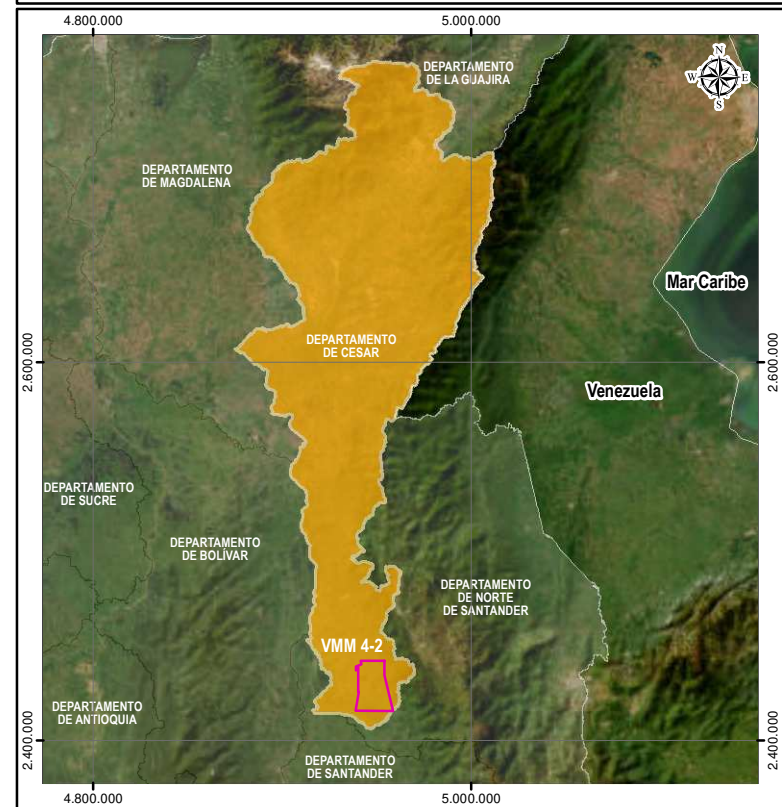 4.800.000
5.000.000
DEPARTAMENTO
DE LA GUAJIRA
N
W
E
S
DEPARTAMENTO
DE MAGDALENA
Mar Caribe
DEPARTAMENTO
DE CESAR
2.600.000
2.600.000
Venezuela
DEPARTAMENTO
DE SUCRE
DEPARTAMENTO
DE BOLÍVAR
DEPARTAMENTO
DE NORTE
DE SANTANDER
VMM 4-2
DEPARTAMENTO
DE ANTIOQUIA
2.400.000
2.400.000
DEPARTAMENTO
DE SANTANDER
4.800.000
5.000.000